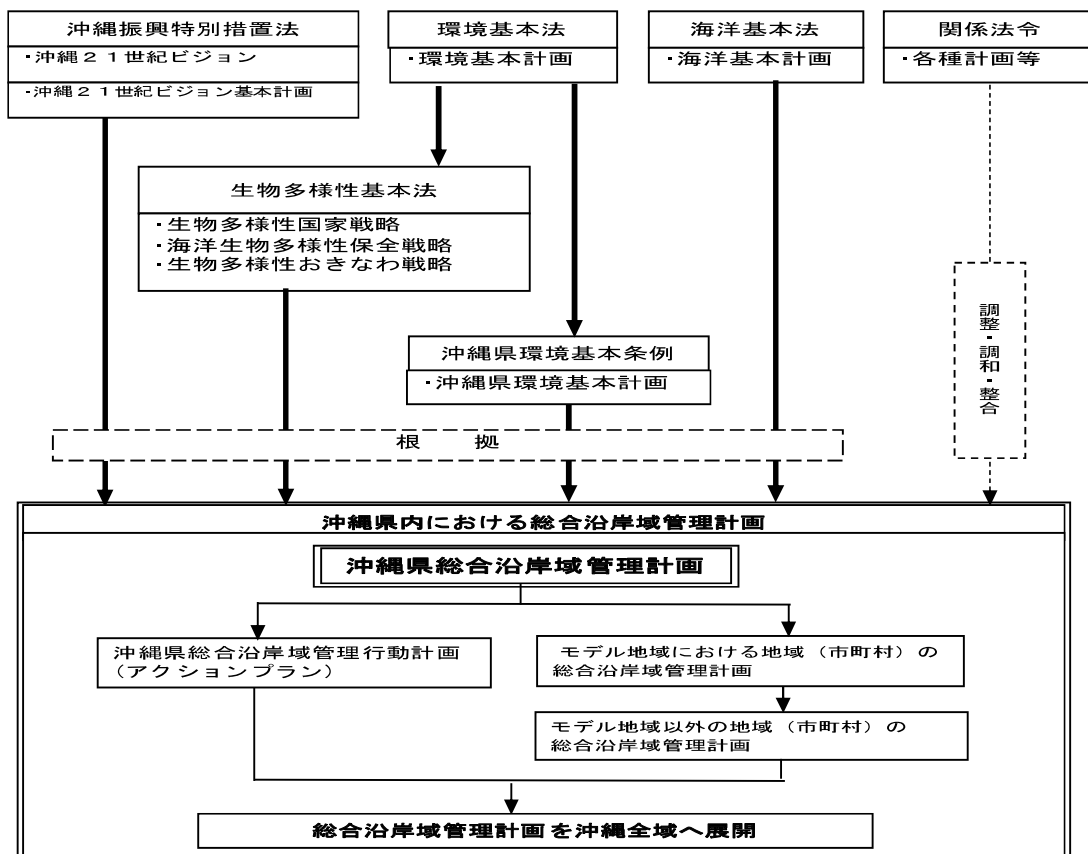 沖縄振興特別措置法
・沖縄２１世紀ビジョン
・沖縄２１世紀ビジョン基本計画
環境基本法
・環境基本計画
海洋基本法
・海洋基本計画
関係法令
・各種計画等
生物多様性基本法
・生物多様性国家戦略
・海洋生物多様性保全戦略
・生物多様性おきなわ戦略
沖縄県環境基本条例
・沖縄県環境基本計画
調整・調和・整合
根　　拠
沖縄県内における総合沿岸域管理計画
沖縄県総合沿岸域管理計画
沖縄県総合沿岸域管理行動計画
（アクションプラン）
モデル地域における地域（市町村）の
総合沿岸域管理計画
モデル地域以外の地域（市町村）の
総合沿岸域管理計画
総合沿岸域管理計画を沖縄全域へ展開